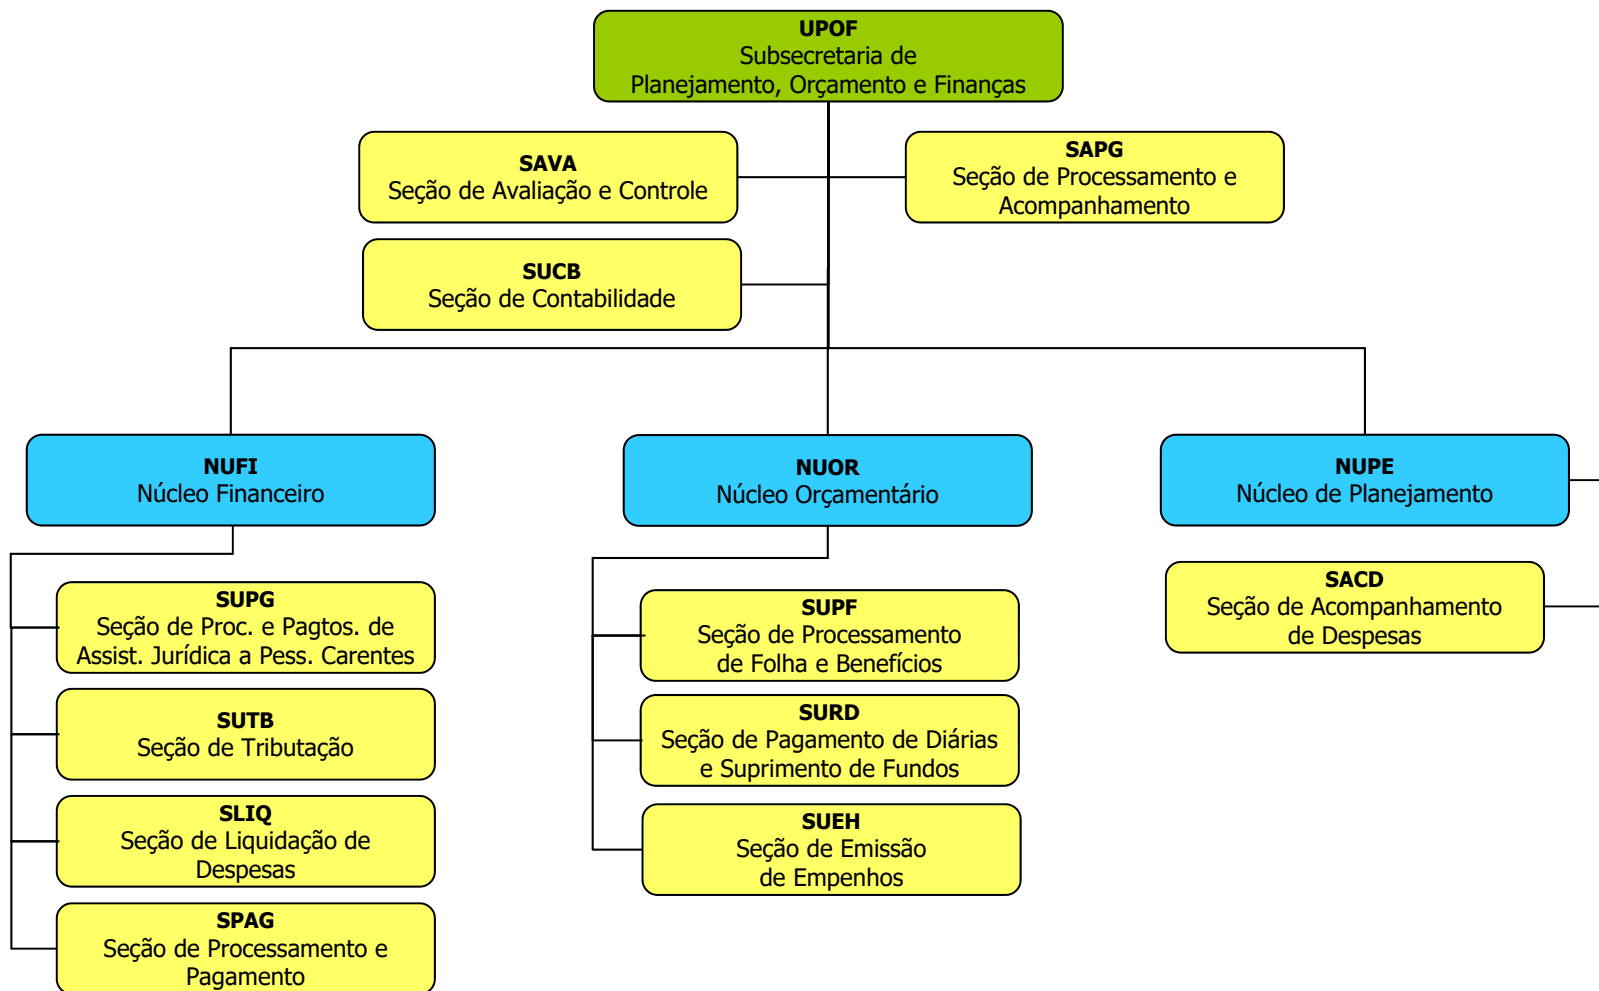 UPOF
Subsecretaria de
Planejamento, Orçamento e Finanças
SAVA
Seção de Avaliação e Controle
SAPG
Seção de Processamento e
Acompanhamento
SUCB
Seção de Contabilidade
NUFI
Núcleo Financeiro
NUOR
Núcleo Orçamentário
NUPE
Núcleo de Planejamento
SUPG
Seção de Proc. e Pagtos. de
Assist. Jurídica a Pess. Carentes
SUTB
Seção de Tributação
SLIQ
Seção de Liquidação de
Despesas
SPAG
Seção de Processamento e
Pagamento
SUPF
Seção de Processamento
de Folha e Benefícios
SURD
Seção de Pagamento de Diárias
e Suprimento de Fundos
SUEH
Seção de Emissão
de Empenhos
SACD
Seção de Acompanhamento
de Despesas